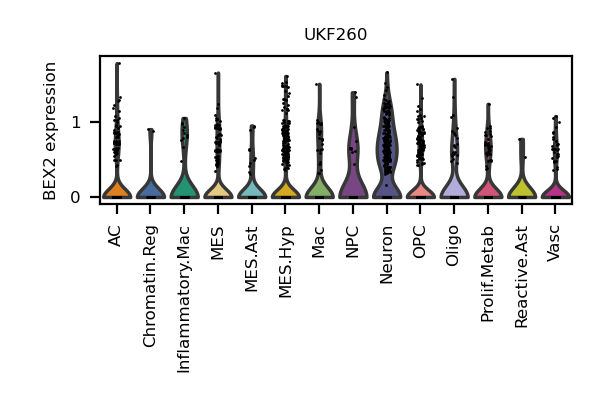 UKF260
BEX2 expression
1
0
AC
Chromatin.Reg
Inflammatory.Mac
MES
MES.Ast
MES.Hyp
Mac
NPC
Neuron
OPC
Oligo
Prolif.Metab
Reactive.Ast
Vasc